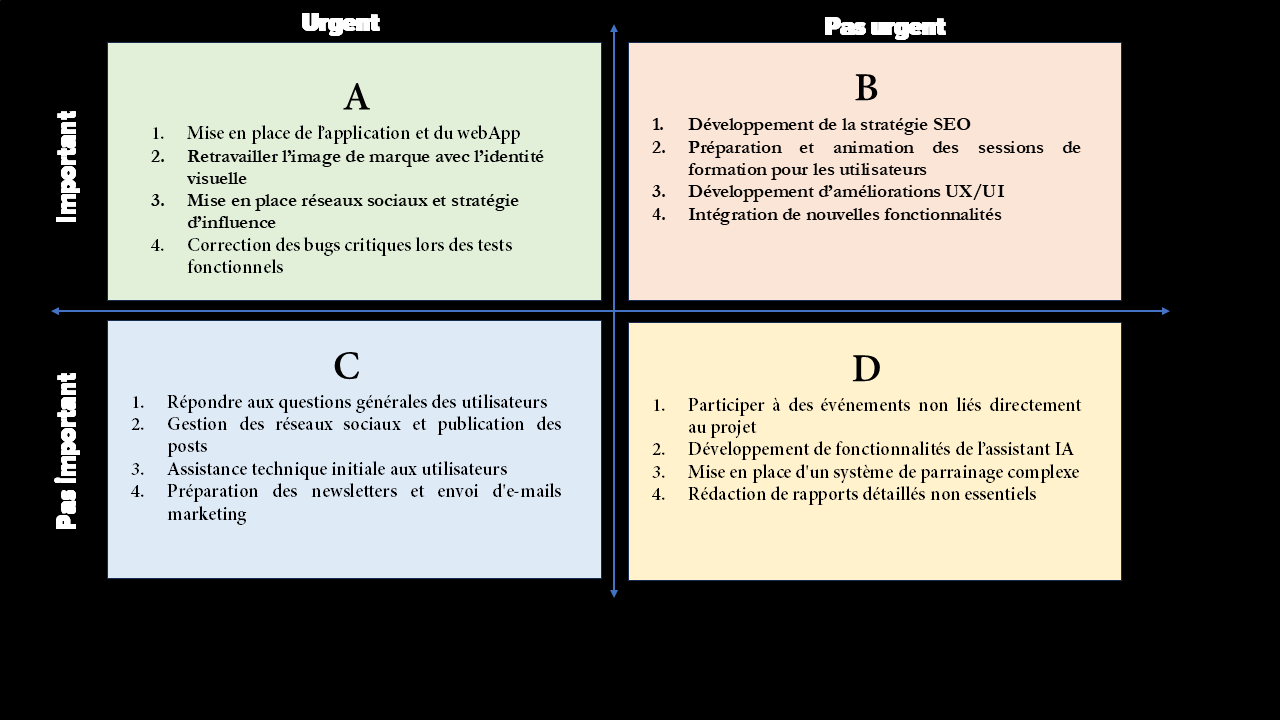 Urgent
Pas urgent
Important
A
1. Mise en place de l'application et du webApp
2. Retravailler l'image de marque avec l'identité
visuelle
3. Mise en place réseaux sociaux et stratégie
d'influence
4. Correction des bugs critiques lors des tests
fonctionnels
B
1. Développement de la stratégie SEO
2. Préparation et animation des sessions de
formation pour les utilisateurs
3. Développement d'améliorations UX/UI
4. Intégration de nouvelles fonctionnalités
Pas important
C
1. Répondre aux questions générales des utilisateurs
2. Gestion des réseaux sociaux et publication des
posts
3. Assistance technique initiale aux utilisateurs
4. Préparation des newsletters et envoi d'e-mails
marketing
D
1. Participer à des événements non liés directement
au projet
2. Développement de fonctionnalités de l'assistant IA
3. Mise en place d'un système de parrainage complexe
4. Rédaction de rapports détaillés non essentiels